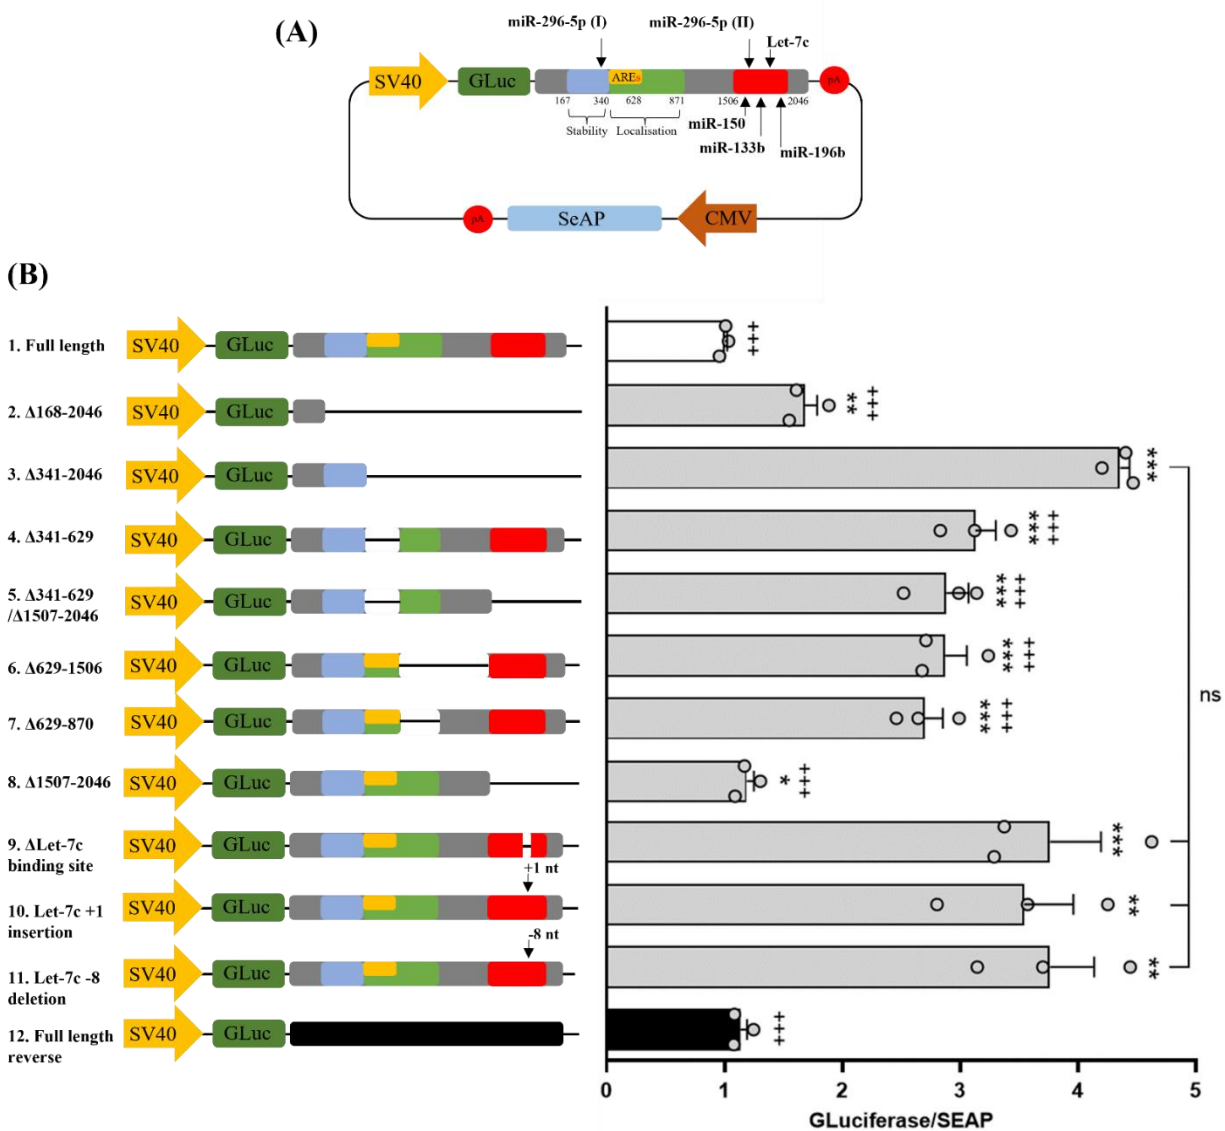 (A)
miR-296-5p (I)
miR-296-5p (II)
Let-7c
SV40
GLuc
AREs
pA
167
340
628
871
1506
2046
Stability
Localisation
miR-150
miR-133b
miR-196b
pA
SeAP
CMV
(B)
1. Full length
SV40
GLuc
+++
2. Δ168-2046
SV40
GLuc
**
+++
3. Δ341-2046
SV40
GLuc
***
4. Δ341-629
SV40
GLuc
***
+++
5. Δ341-629
/Δ1507-2046
SV40
GLuc
***
+++
6. Δ629-1506
SV40
GLuc
***
+++
7. Δ629-870
SV40
GLuc
***
+++
ns
8. Δ1507-2046
SV40
GLuc
*
+++
9. ΔLet-7c
binding site
SV40
GLuc
***
+1 nt
10. Let-7c +1
insertion
SV40
GLuc
**
-8 nt
11. Let-7c -8
deletion
SV40
GLuc
**
12. Full length
reverse
SV40
GLuc
+++
0 1 2 3 4 5
GLuciferase/SEAP